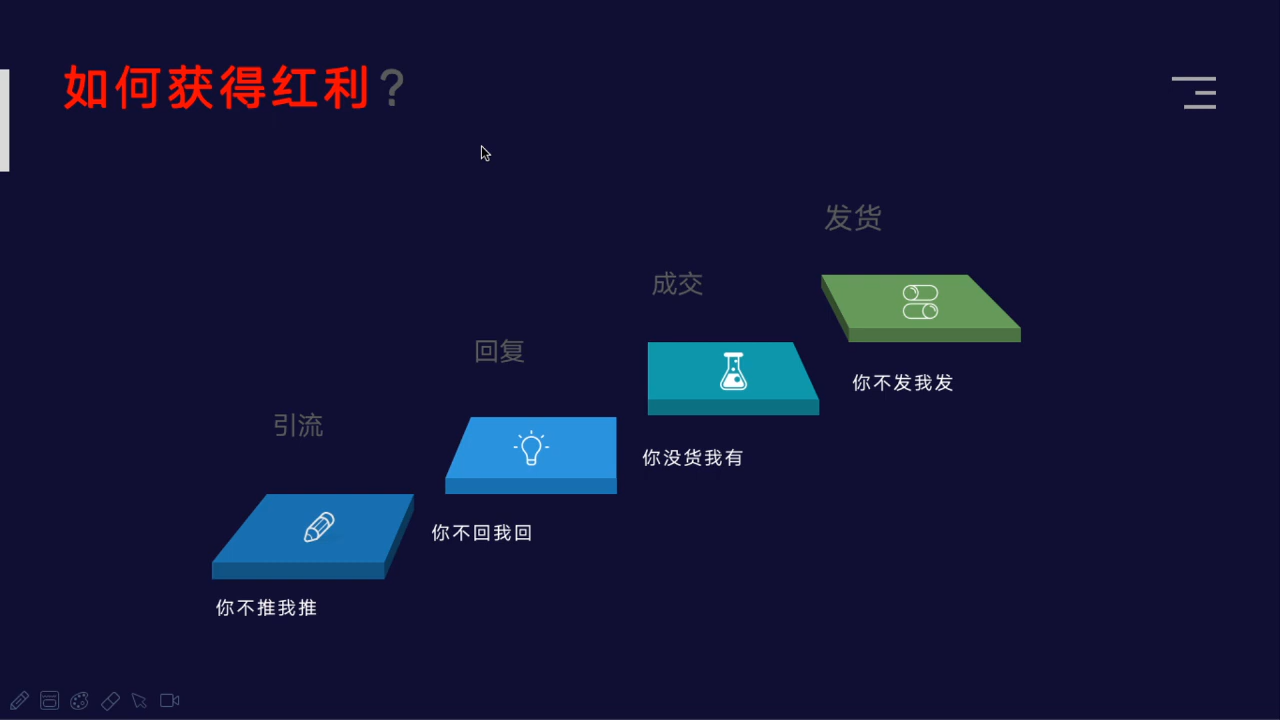 如何获得红利？
发货
成交
回复
引流
你不发我发
你没货我有
你不回我回
你不推我推